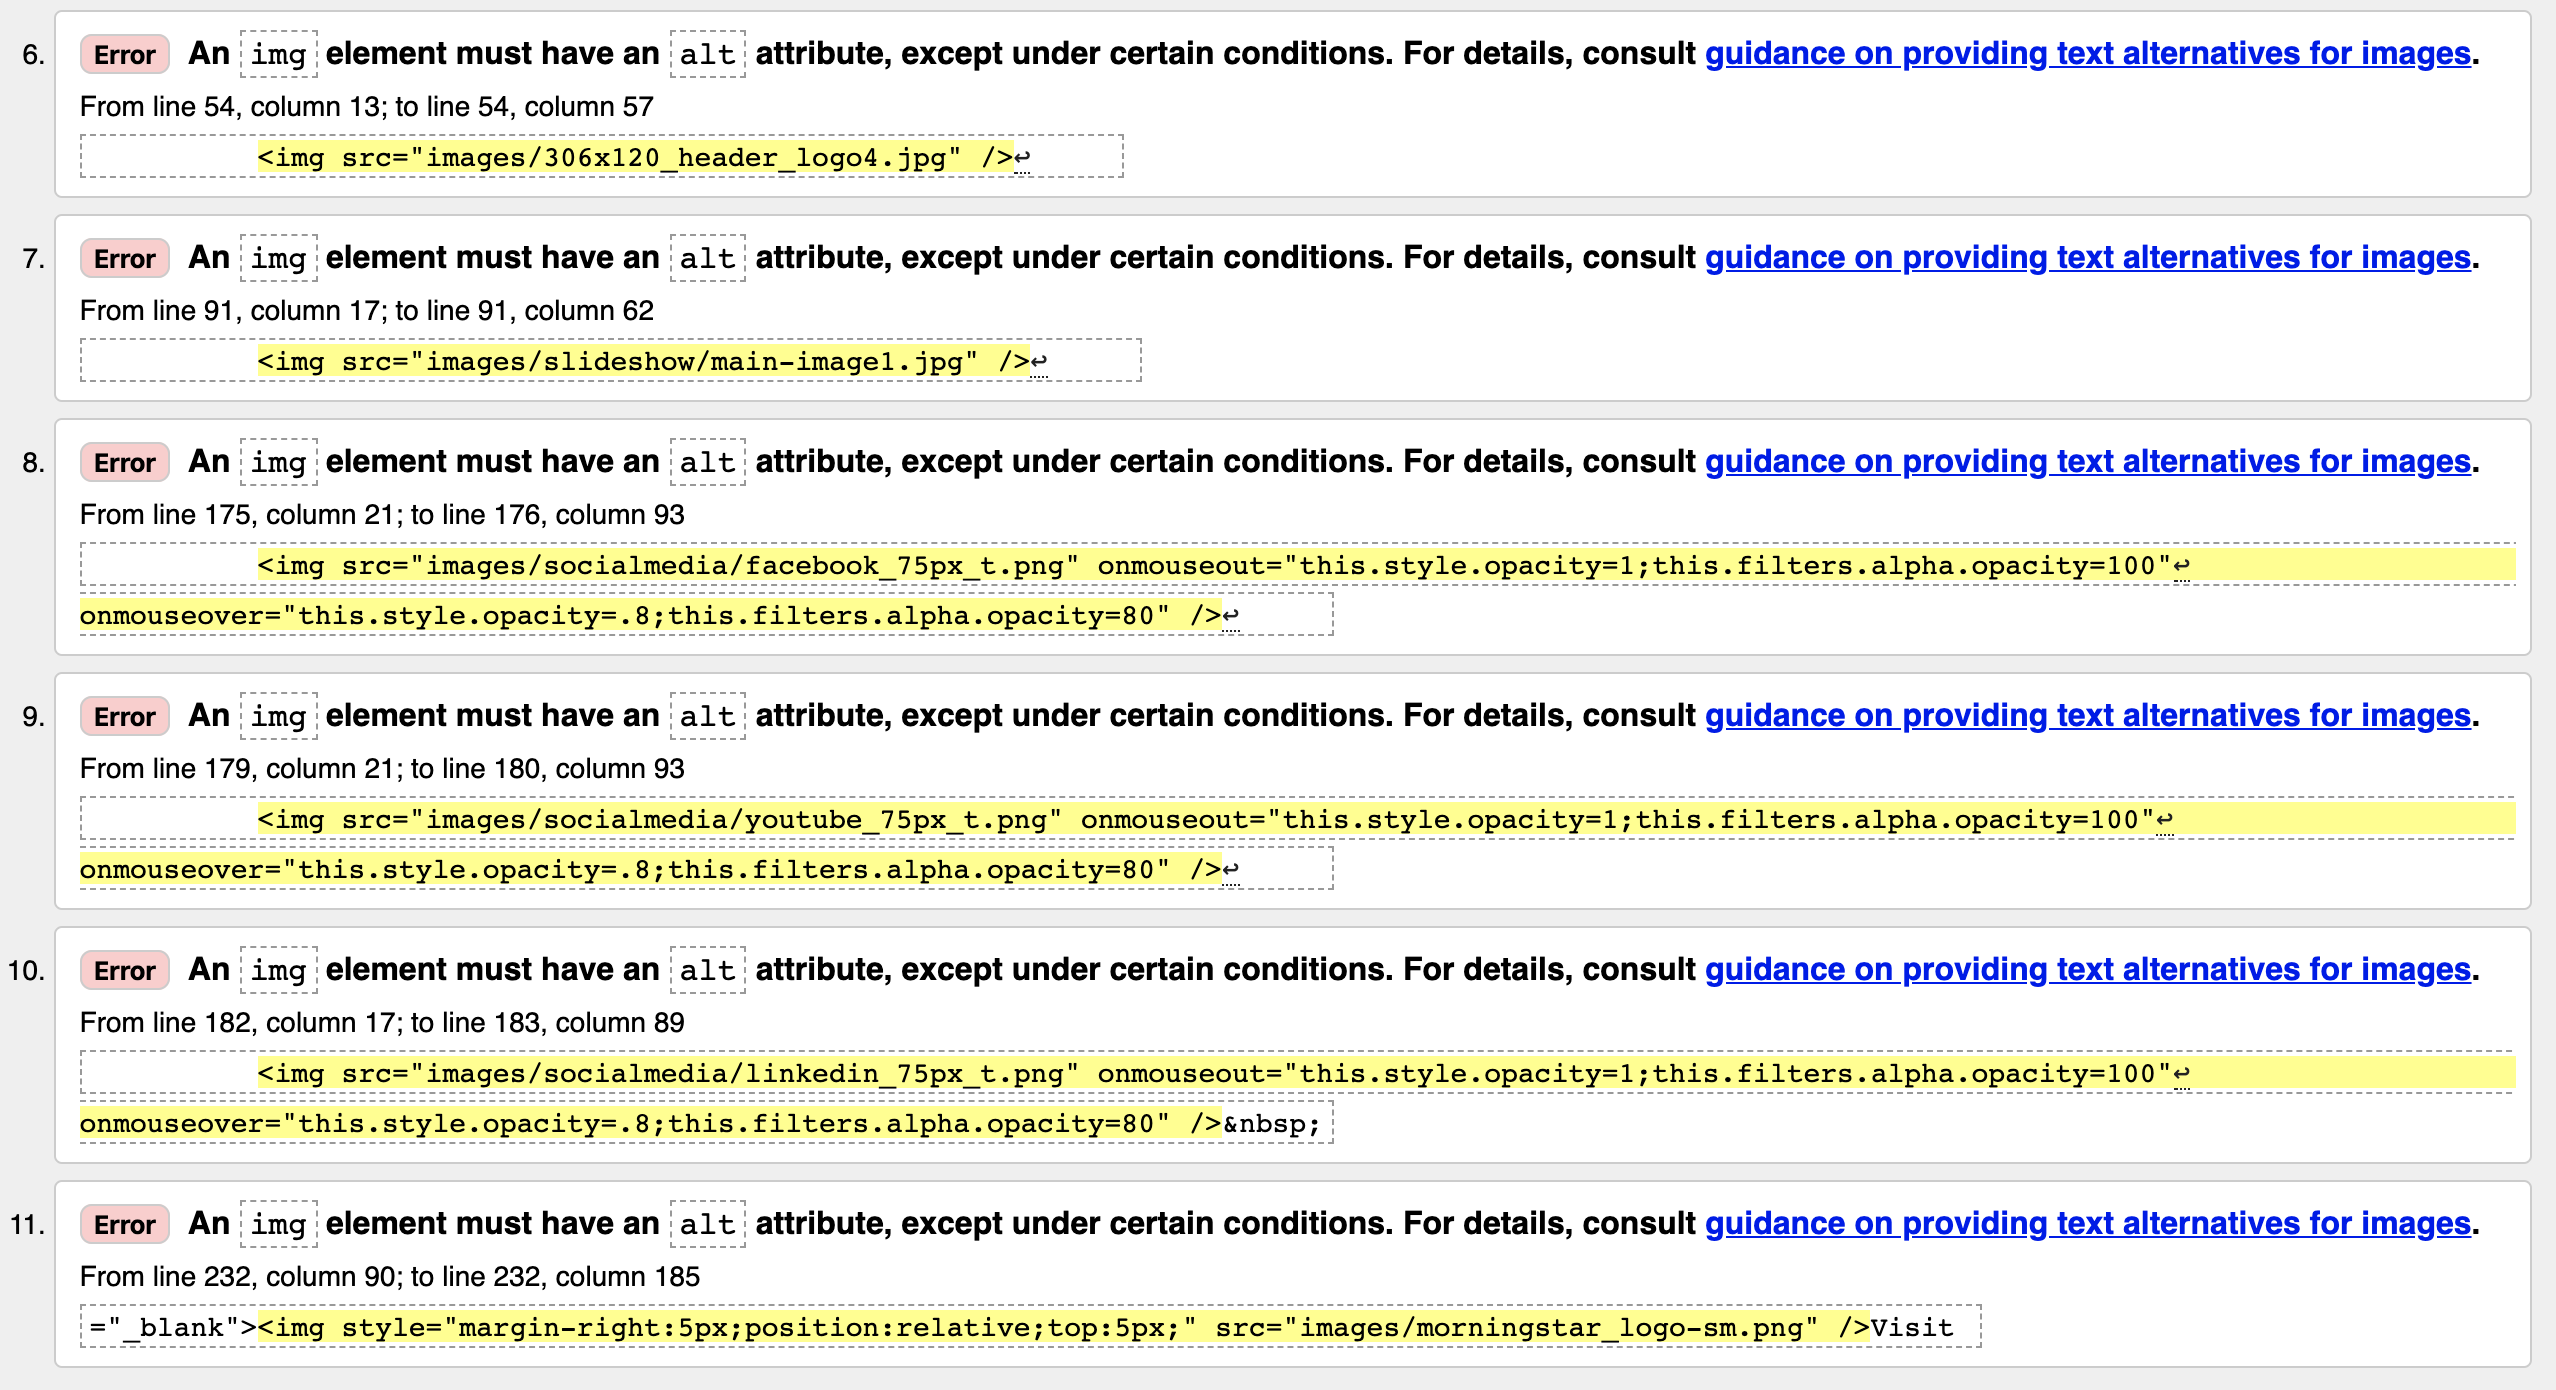 6. Error An img element must have an alt attribute, except under certain conditions. For details, consult guidance on providing text alternatives for images.
From line 54, column 13; to line 54, column 57
<img src="images/306x120_header_logo4.jpg" />↩
7. Error An img element must have an alt attribute, except under certain conditions. For details, consult guidance on providing text alternatives for images.
From line 91, column 17; to line 91, column 62
<img src="images/slideshow/main-image1.jpg" />↩
8. Error An img element must have an alt attribute, except under certain conditions. For details, consult guidance on providing text alternatives for images.
From line 175, column 21; to line 176, column 93
<img src="images/socialmedia/facebook_75px_t.png" onmouseout="this.style.opacity=1;this.filters.alpha.opacity=100"↩
onmouseover="this.style.opacity=.8;this.filters.alpha.opacity=80" />↩
9. Error An img element must have an alt attribute, except under certain conditions. For details, consult guidance on providing text alternatives for images.
From line 179, column 21; to line 180, column 93
<img src="images/socialmedia/youtube_75px_t.png" onmouseout="this.style.opacity=1;this.filters.alpha.opacity=100"↩
onmouseover="this.style.opacity=.8;this.filters.alpha.opacity=80" />↩
10. Error An img element must have an alt attribute, except under certain conditions. For details, consult guidance on providing text alternatives for images.
From line 182, column 17; to line 183, column 89
<img src="images/socialmedia/linkedin_75px_t.png" onmouseout="this.style.opacity=1;this.filters.alpha.opacity=100"↩
onmouseover="this.style.opacity=.8;this.filters.alpha.opacity=80" />&nbsp;
11. Error An img element must have an alt attribute, except under certain conditions. For details, consult guidance on providing text alternatives for images.
From line 232, column 90; to line 232, column 185
="_blank"><img style="margin-right:5px;position:relative;top:5px;" src="images/morningstar_logo-sm.png" />Visit